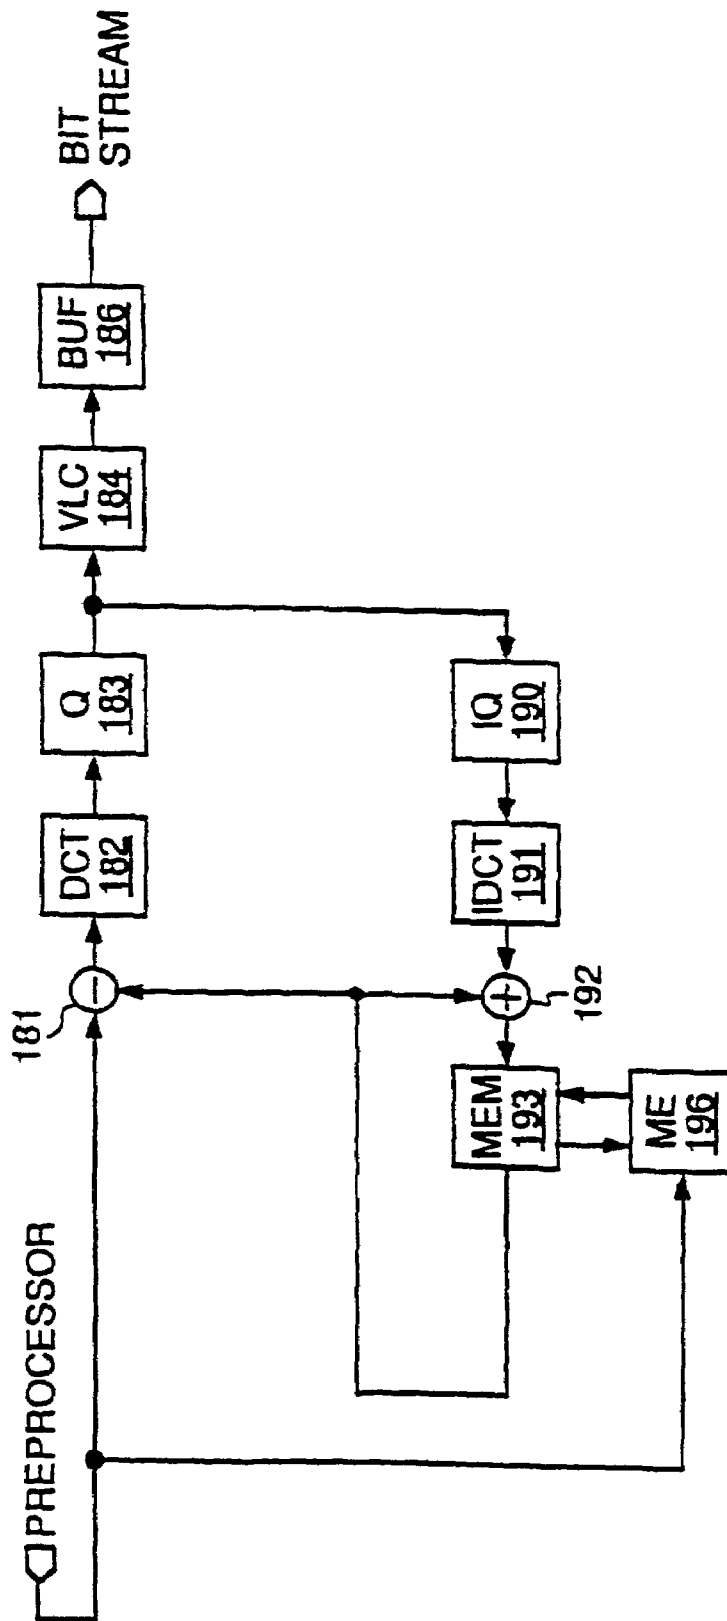 PREPROCESSOR
181
DCT
182
Q
183
VLC
184
BUF
186
BIT
STREAM
MEM
193
192
IDCT
191
IQ
190
ME
196